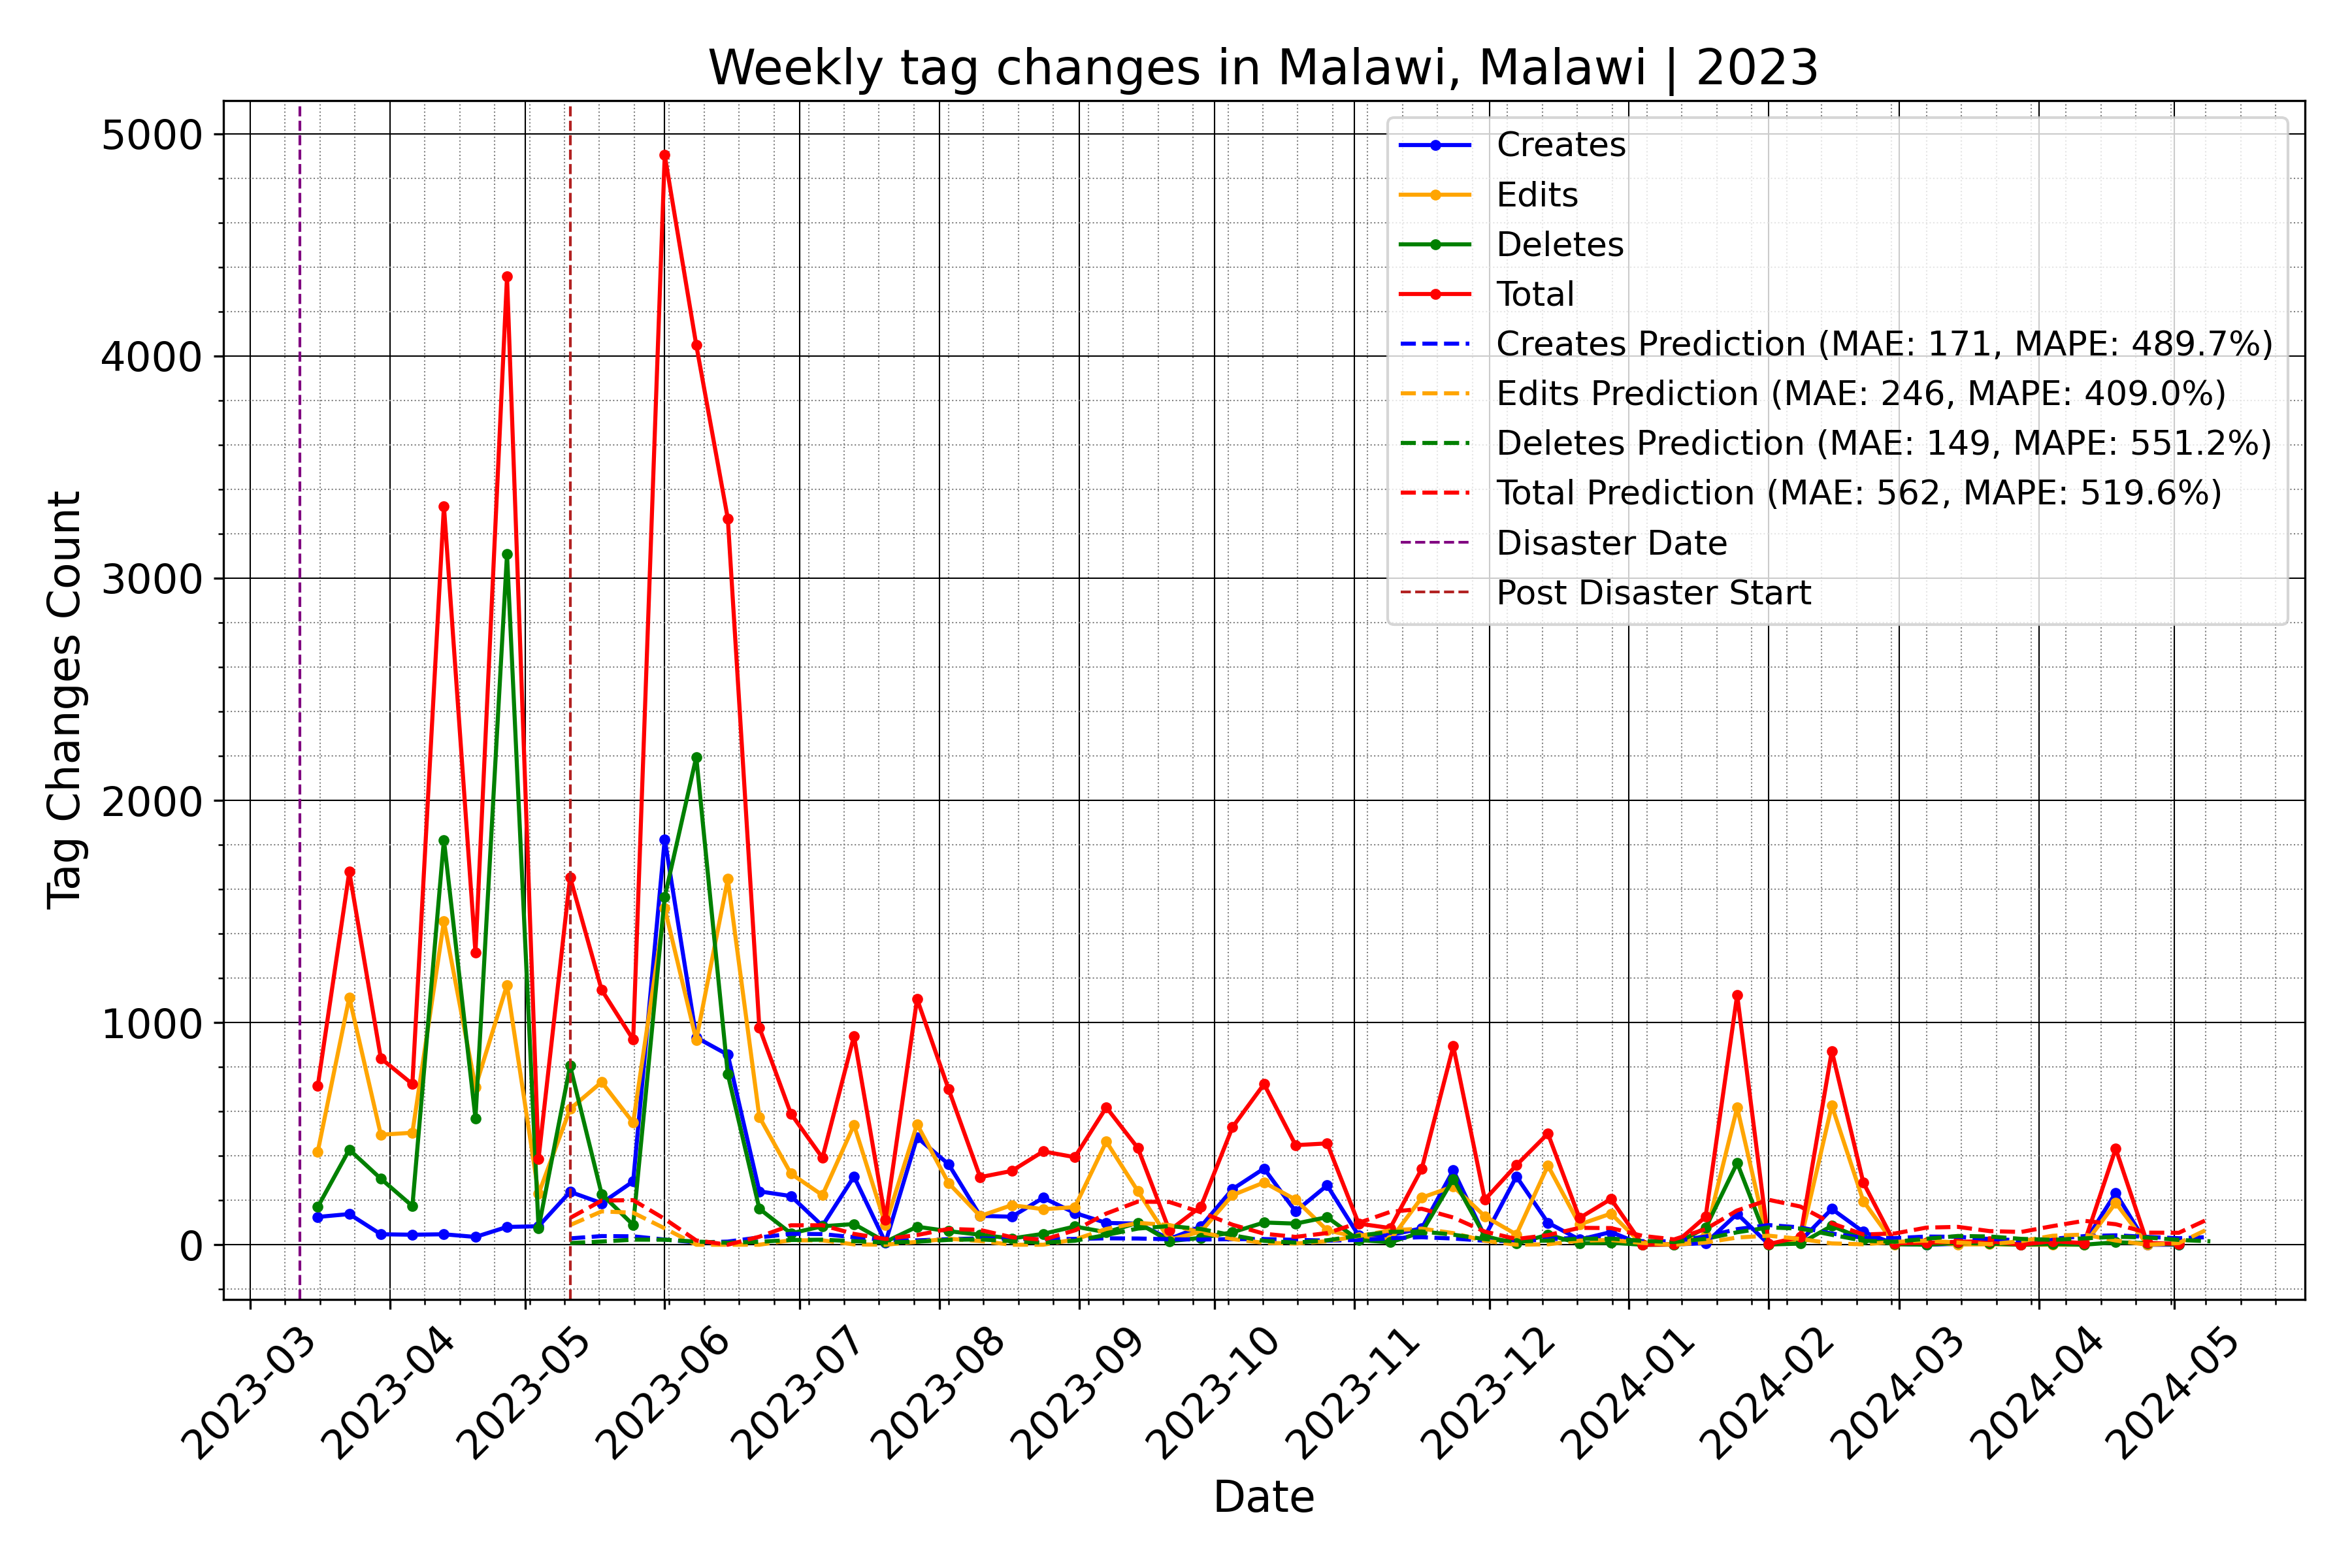 Weekly tag changes in Malawi, Malawi | 2023
Tag Changes Count
5000
4000
3000
2000
1000
0
Creates
Edits
Deletes
Total
Creates Prediction (MAE: 171, MAPE: 489.7%)
Edits Prediction (MAE: 246, MAPE: 409.0%)
Deletes Prediction (MAE: 149, MAPE: 551.2%)
Total Prediction (MAE: 562, MAPE: 519.6%)
Disaster Date
Post Disaster Start
2023-03
2023-04
2023-05
2023-06
2023-07
2023-08
2023-09
2023-10
2023-11
2023-12
2024-01
2024-02
2024-03
2024-04
2024-05
Date